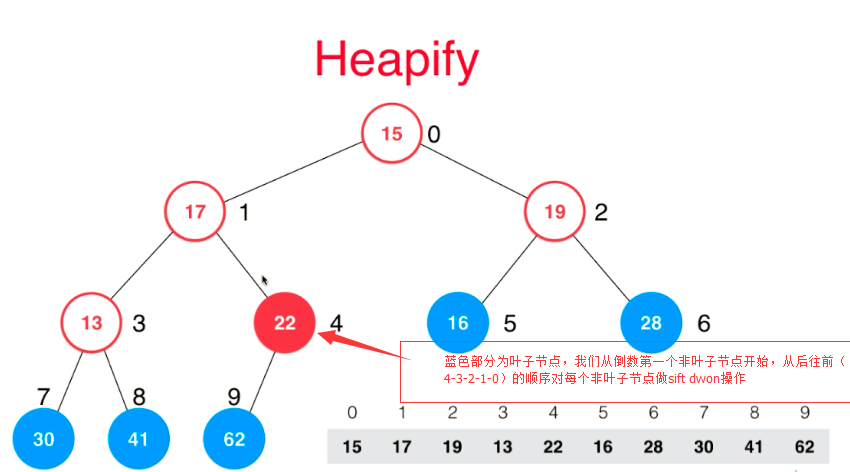 Heapify
15 0
17 1 19 2
13 3 22 4 16 5 28 6
蓝色部分为叶子节点，我们从倒数第一个非叶子节点开始，从后往前（
4-3-2-1-0）的顺序对每个非叶子节点做sift dwon操作
7 8 9
30 41 62
0 1 2 3 4 5 6 7 8 9
15 17 19 13 22 16 28 30 41 62